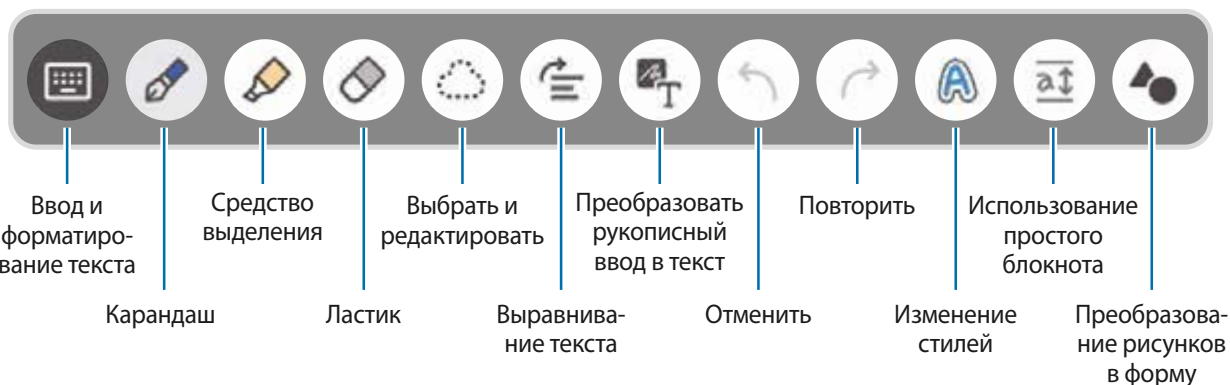 Ввод и
форматиро-
вание текста
Карандаш
Средство
выделения
Ластик
Выбрать и
редактировать
Выравнива-
ние текста
Преобразовать
рукописный
ввод в текст
Отменить
Повторить
Изменение
стилей
Использование
простого
блокнота
Преобразова-
ние рисунков
в форму